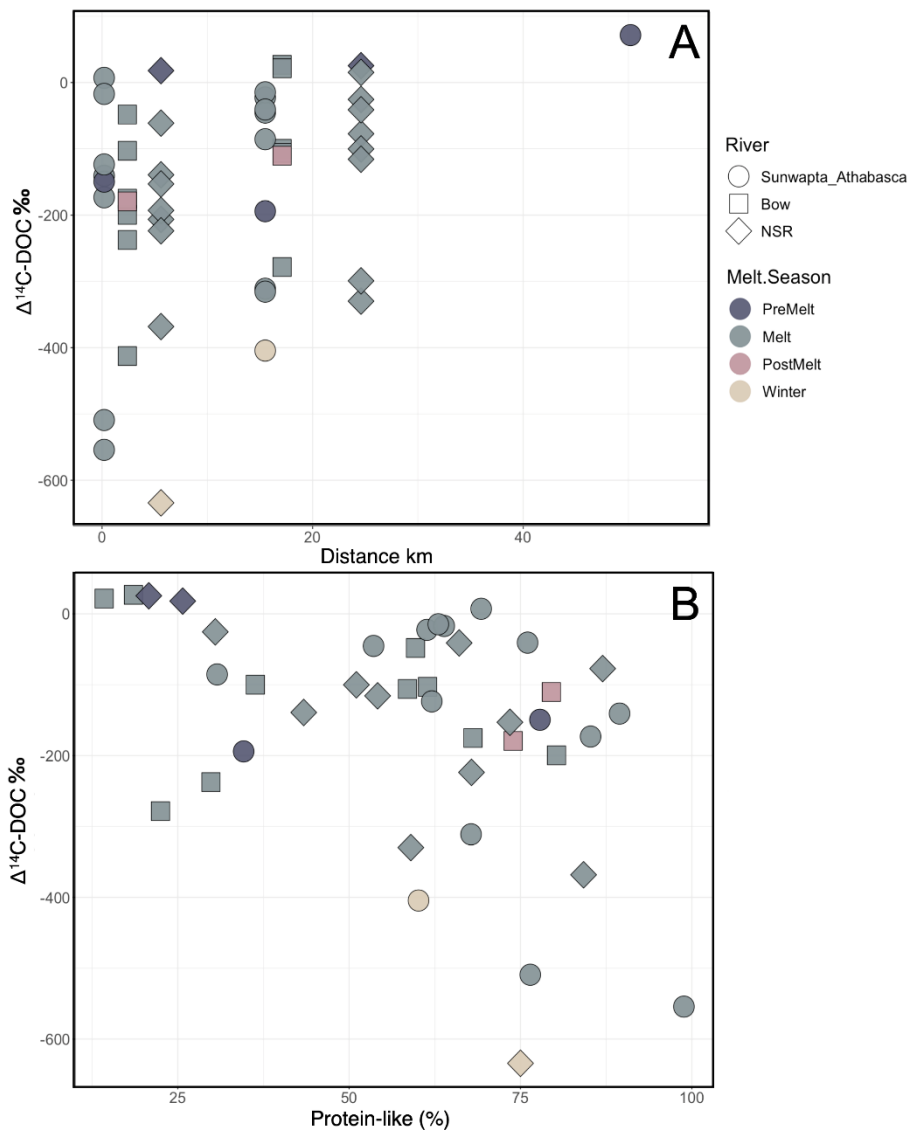 A
0
-200
-400
-600
Δ¹⁴C-DOC ‰
0 20 40
Distance km
River
Sunwapta_Athabasca
Bow
NSR
Melt.Season
PreMelt
Melt
PostMelt
Winter
B
0
-200
-400
-600
Δ¹⁴C-DOC ‰
25 50 75 100
Protein-like (%)